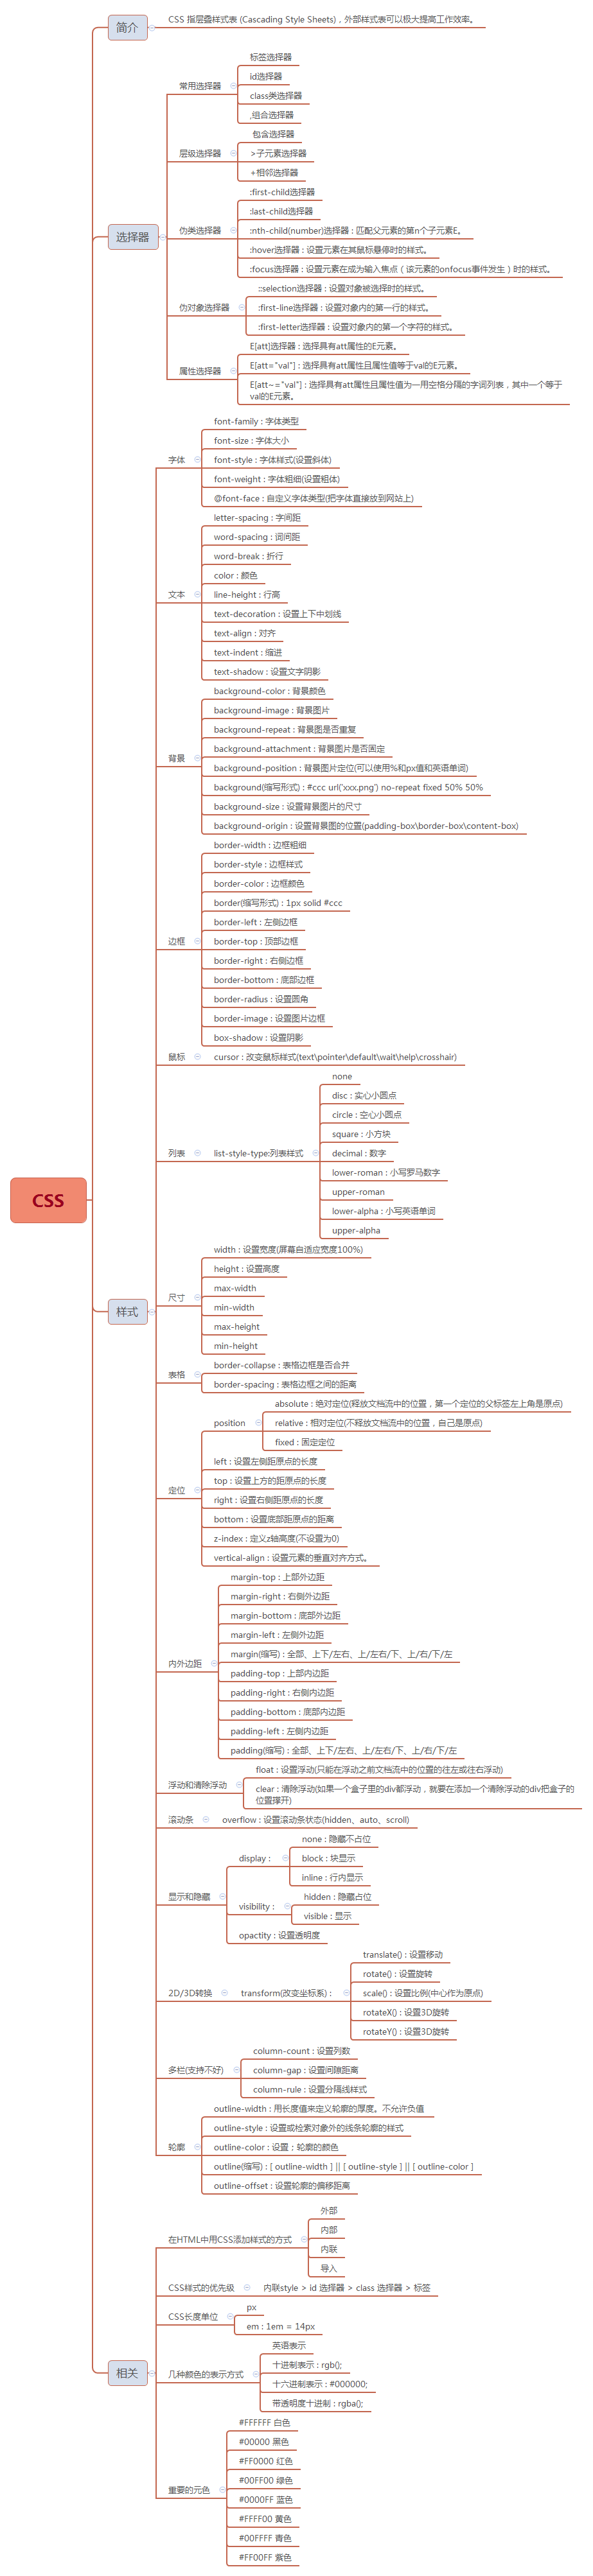 CSS
简介
CSS 指层叠样式表 (Cascading Style Sheets)，外部样式表可以极大提高工作效率。
选择器
常用选择器
标签选择器
id选择器
class类选择器
,组合选择器
层级选择器
包含选择器
>子元素选择器
+相邻选择器
伪类选择器
:first-child选择器
:last-child选择器
:nth-child(number)选择器 : 匹配父元素的第n个子元素E。
:hover选择器 : 设置元素在其鼠标悬停时的样式。
:focus选择器 : 设置元素在成为输入焦点（该元素的onfocus事件发生）时的样式。
伪对象选择器
::selection选择器 : 设置对象被选择时的样式。
:first-line选择器 : 设置对象内的第一行的样式。
:first-letter选择器 : 设置对象内的第一个字符的样式。
属性选择器
E[att]选择器 : 选择具有att属性的E元素。
E[att="val"] : 选择具有att属性且属性值等于val的E元素。
E[att~="val"] : 选择具有att属性且属性值为一用空格分隔的字词列表，其中一个等于
val的E元素。
样式
字体
font-family : 字体类型
font-size : 字体大小
font-style : 字体样式(设置斜体)
font-weight : 字体粗细(设置粗体)
@font-face : 自定义字体类型(把字体直接放到网站上)
文本
letter-spacing : 字间距
word-spacing : 词间距
word-break : 折行
color : 颜色
line-height : 行高
text-decoration : 设置上下中划线
text-align : 对齐
text-indent : 缩进
text-shadow : 设置文字阴影
背景
background-color : 背景颜色
background-image : 背景图片
background-repeat : 背景图是否重复
background-attachment : 背景图片是否固定
background-position : 背景图片定位(可以使用%和px值和英语单词)
background(缩写形式) : #ccc url('xxx.png') no-repeat fixed 50% 50%
background-size : 设置背景图片的尺寸
background-origin : 设置背景图的位置(padding-box\border-box\content-box)
边框
border-width : 边框粗细
border-style : 边框样式
border-color : 边框颜色
border(缩写形式) : 1px solid #ccc
border-left : 左侧边框
border-top : 顶部边框
border-right : 右侧边框
border-bottom : 底部边框
border-radius : 设置圆角
border-image : 设置图片边框
box-shadow : 设置阴影
鼠标
cursor : 改变鼠标样式(text\pointer\default\wait\help\crosshair)
列表
list-style-type:列表样式
none
disc : 实心小圆点
circle : 空心小圆点
square : 小方块
decimal : 数字
lower-roman : 小写罗马数字
upper-roman
lower-alpha : 小写英语单词
upper-alpha
尺寸
width : 设置宽度(屏幕自适应宽度100%)
height : 设置高度
max-width
min-width
max-height
min-height
表格
border-collapse : 表格边框是否合并
border-spacing : 表格边框之间的距离
定位
position
absolute : 绝对定位(释放文档流中的位置，第一个定位的父标签左上角是原点)
relative : 相对定位(不释放文档流中的位置，自己是原点)
fixed : 固定定位
left : 设置左侧距原点的长度
top : 设置上方的距原点的长度
right : 设置右侧距原点的长度
bottom : 设置底部距原点的距离
z-index : 定义z轴高度(不设置为0)
vertical-align : 设置元素的垂直对齐方式。
内外边距
margin-top : 上部外边距
margin-right : 右侧外边距
margin-bottom : 底部外边距
margin-left : 左侧外边距
margin(缩写) : 全部、上下/左右、上/左右/下、上/右/下/左
padding-top : 上部内边距
padding-right : 右侧内边距
padding-bottom : 底部内边距
padding-left : 左侧内边距
padding(缩写) : 全部、上下/左右、上/左右/下、上/右/下/左
浮动和清除浮动
float : 设置浮动(只能在浮动之前文档流中的位置的往左或往右浮动)
clear : 清除浮动(如果一个盒子里的div都浮动，就要在添加一个清除浮动的div把盒子的
位置撑开)
滚动条
overflow : 设置滚动条状态(hidden、auto、scroll)
显示和隐藏
display :
none : 隐藏不占位
block : 块显示
inline : 行内显示
visibility :
hidden : 隐藏占位
visible : 显示
opactity : 设置透明度
2D/3D转换
transform(改变坐标系) :
translate() : 设置移动
rotate() : 设置旋转
scale() : 设置比例(中心作为原点)
rotateX() : 设置3D旋转
rotateY() : 设置3D旋转
多栏(支持不好)
column-count : 设置列数
column-gap : 设置间隙距离
column-rule : 设置分隔线样式
轮廓
outline-width : 用长度值来定义轮廓的厚度。不允许负值
outline-style : 设置或检索对象外的线条轮廓的样式
outline-color : 设置；轮廓的颜色
outline(缩写) : [ outline-width ] || [ outline-style ] || [ outline-color ]
outline-offset : 设置轮廓的偏移距离
相关
在HTML中用CSS添加样式的方式
外部
内部
内联
导入
CSS样式的优先级
内联style > id 选择器 > class 选择器 > 标签
CSS长度单位
px
em : 1em = 14px
几种颜色的表示方式
英语表示
十进制表示 : rgb();
十六进制表示 : #000000;
带透明度十进制 : rgba();
重要的元色
#FFFFFF 白色
#00000 黑色
#FF0000 红色
#00FF00 绿色
#0000FF 蓝色
#FFFF00 黄色
#00FFFF 青色
#FF00FF 紫色